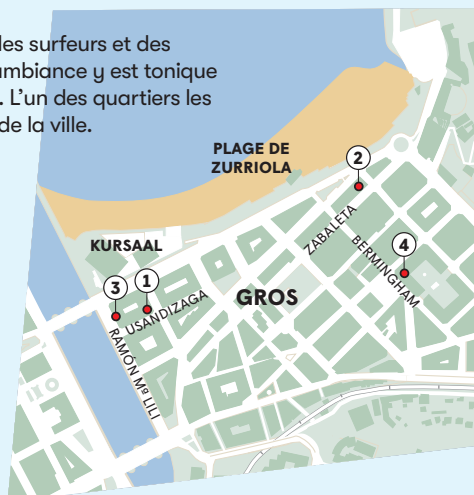 les surfeurs et des
ambiance y est tonique
. L'un des quartiers les
de la ville.
PLAGE DE
ZURRIOLA
2
ZABALETA
KURSAAL
BERMINGHAM
4
3
1
USANDIZAGA
GROS
RAMÓN Mª LILI